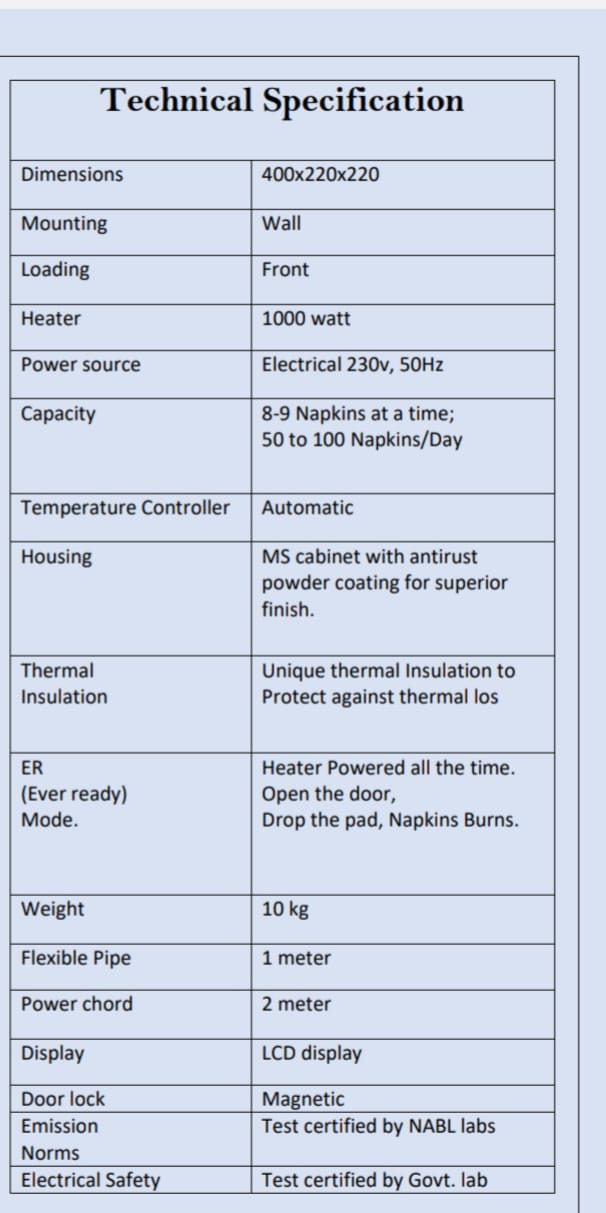 Technical Specification
Dimensions 400x220x220
Mounting Wall
Loading Front
Heater 1000 watt
Power source Electrical 230v, 50Hz
Capacity 8-9 Napkins at a time;
50 to 100 Napkins/Day
Temperature Controller Automatic
Housing MS cabinet with antirust
powder coating for superior
finish.
Thermal Unique thermal Insulation to
Insulation Protect against thermal los
ER Heater Powered all the time.
(Ever ready) Open the door,
Mode. Drop the pad, Napkins Burns.
Weight 10 kg
Flexible Pipe 1 meter
Power chord 2 meter
Display LCD display
Door lock Magnetic
Emission Test certified by NABL labs
Norms
Electrical Safety Test certified by Govt. lab